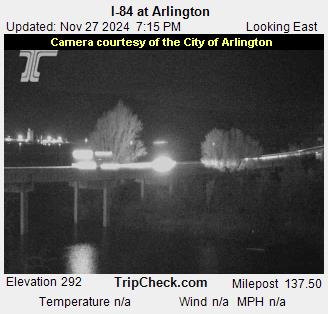 I-84 at Arlington
Updated: Nov 27 2024 7:15 PM Looking East
Camera courtesy of the City of Arlington
Elevation 292 TripCheck.com Milepost 137.50
Temperature n/a Wind n/a MPH n/a